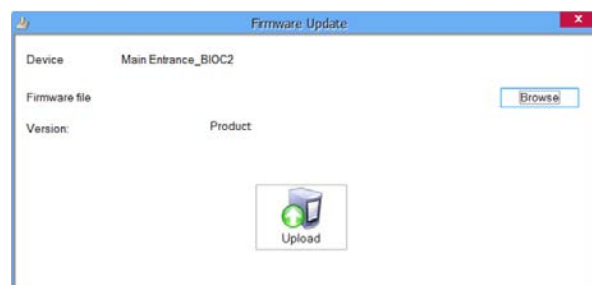 Firmware Update
x
Device Main Entrance_BIOC2
Firmware file Browse
Version: Product
Upload